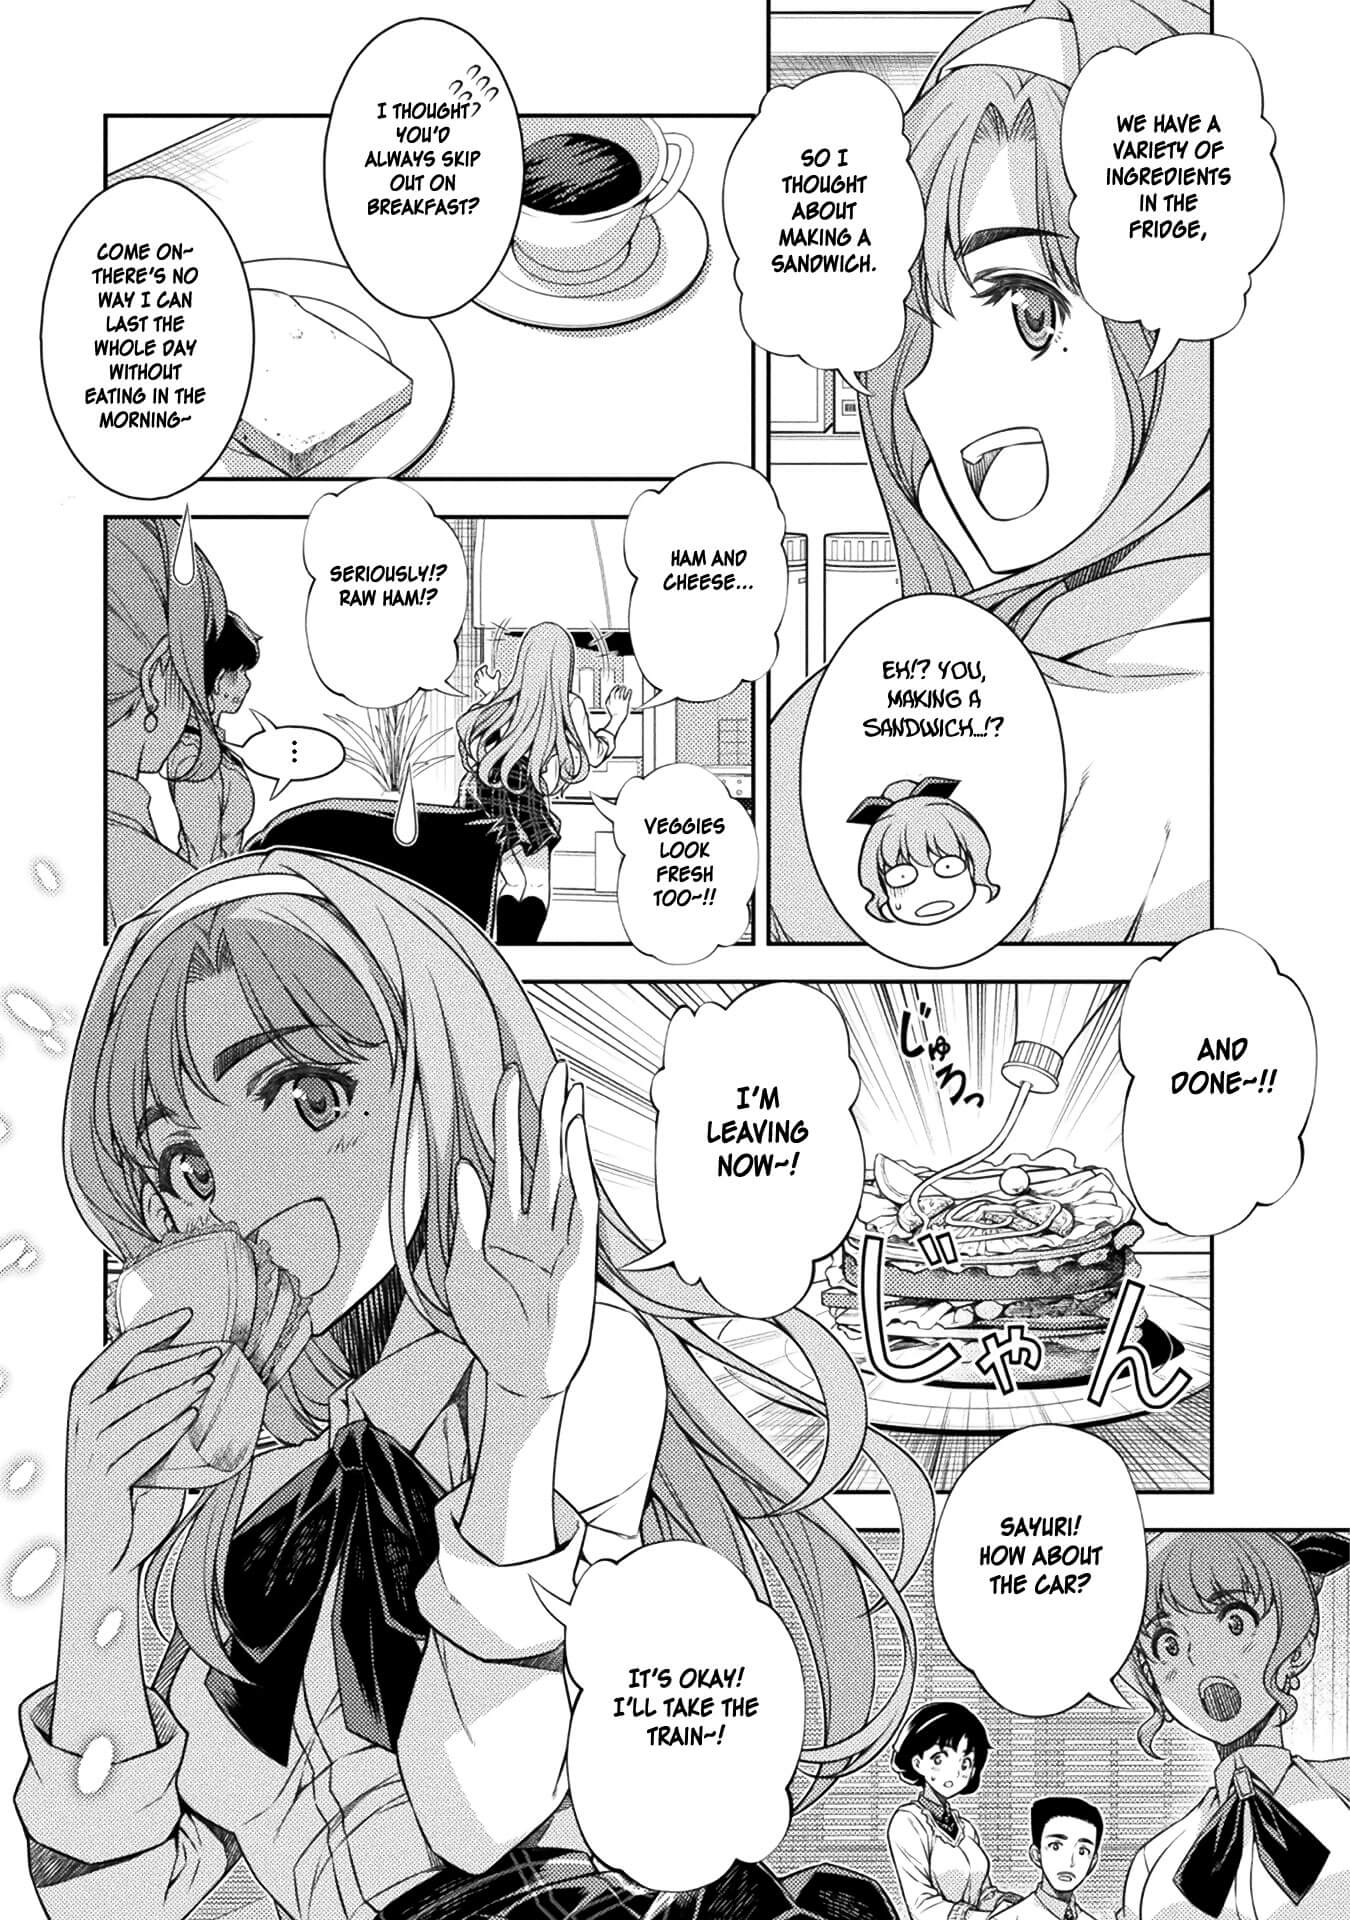 WE HAVE A
VARIETY OF
INGREDIENTS
IN THE
FRIDGE,
SO I
THOUGHT
ABOUT
MAKING A
SANDWICH.
EH!? YOU,
MAKING A
SANDWICH...!?
I THOUGHT
YOU'D
ALWAYS SKIP
OUT ON
BREAKFAST?
COME ON~
THERE'S NO
WAY I CAN
LAST THE
WHOLE DAY
WITHOUT
EATING IN THE
MORNING~
HAM AND
CHEESE...
SERIOUSLY!?
RAW HAM!?
...
VEGGIES
LOOK
FRESH
TOO~!!
AND
DONE~!!
じゅろっ
じゃん
I'M
LEAVING
NOW~!
SAYURI!
HOW ABOUT
THE CAR?
IT'S OKAY!
I'LL TAKE THE
TRAIN~!